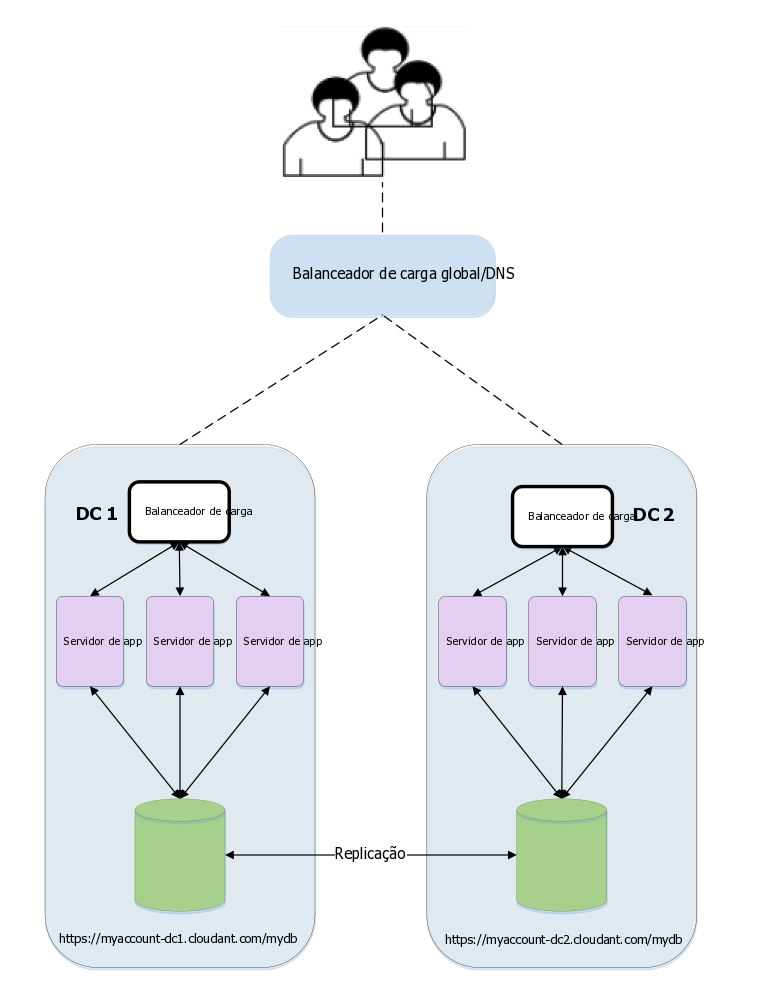 Balanceador de carga global/DNS
DC 1
Balanceador de carga
Balanceador de carga
DC 2
Servidor de app
Servidor de app
Servidor de app
Servidor de app
Servidor de app
Servidor de app
Replicação
https://myaccount-dc1.cloudant.com/mydb
https://myaccount-dc2.cloudant.com/mydb